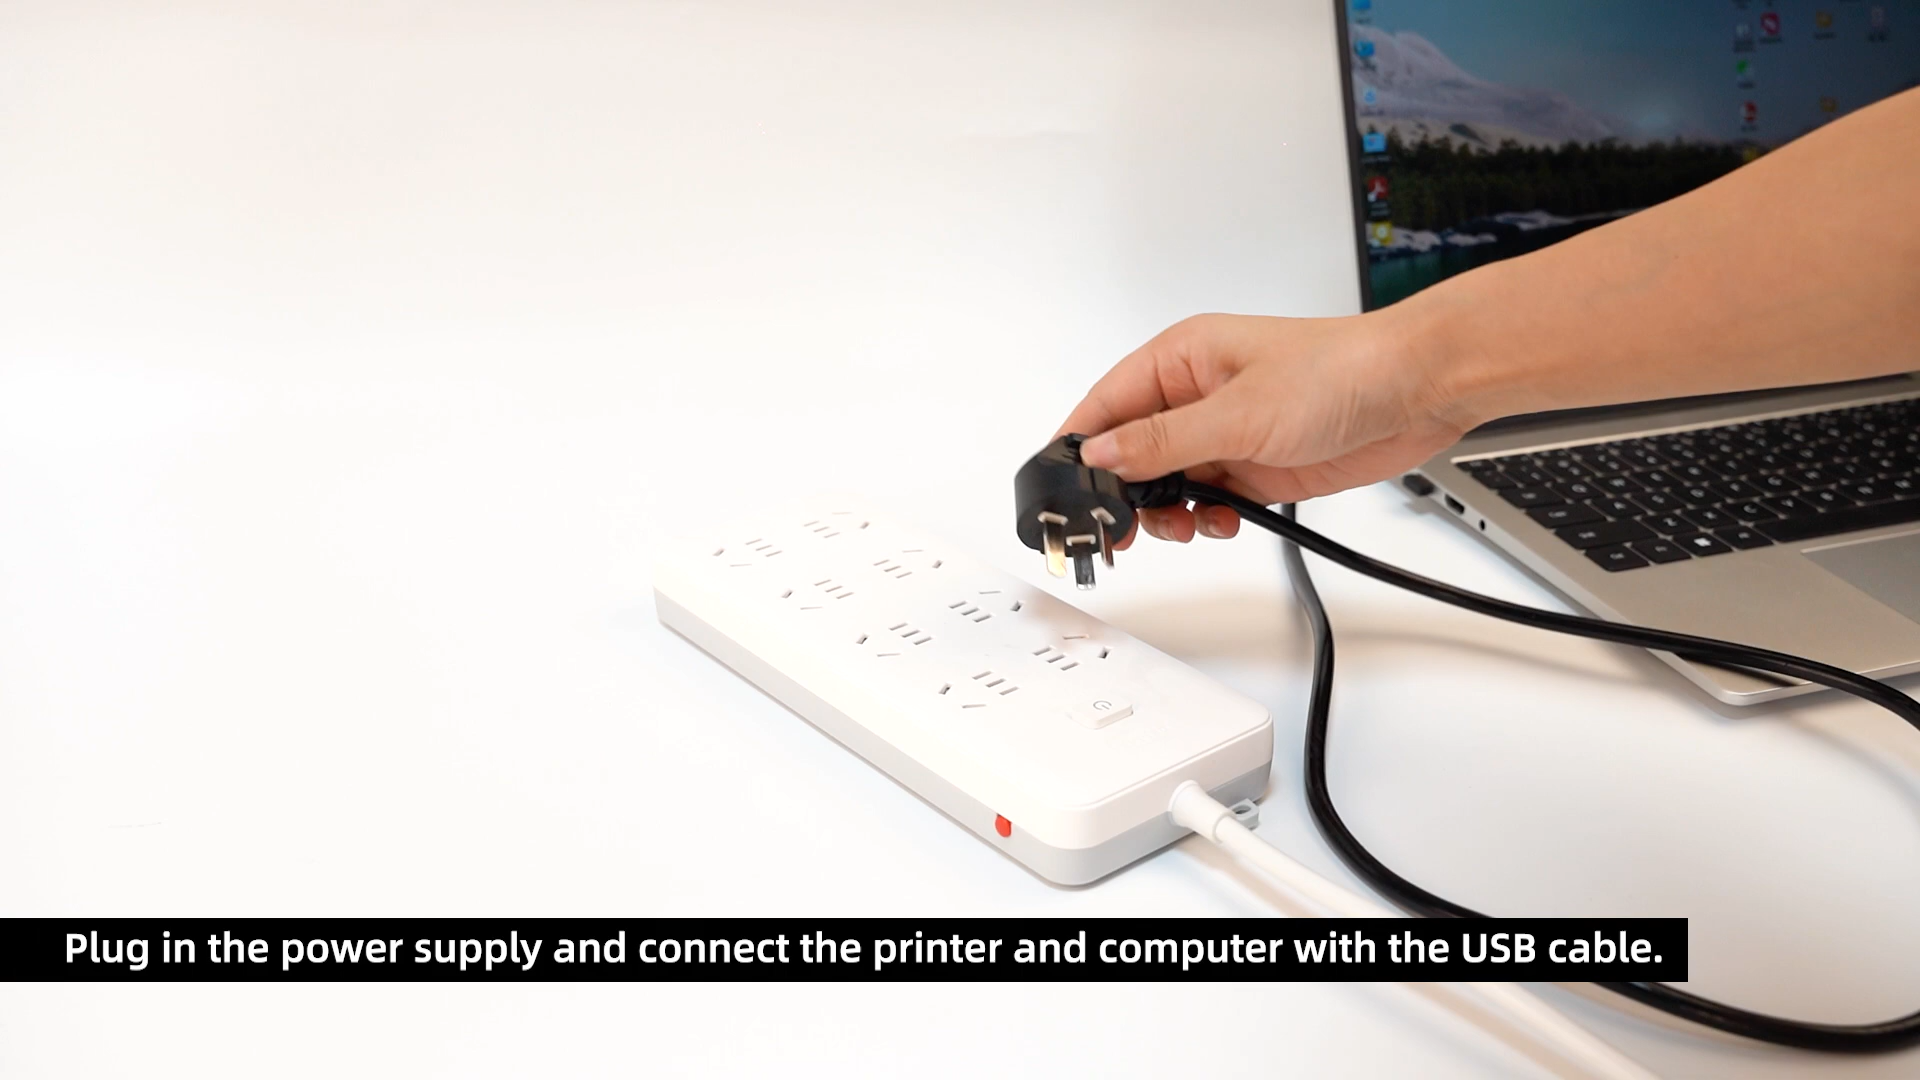 Plug in the power supply and connect the printer and computer with the USB cable.